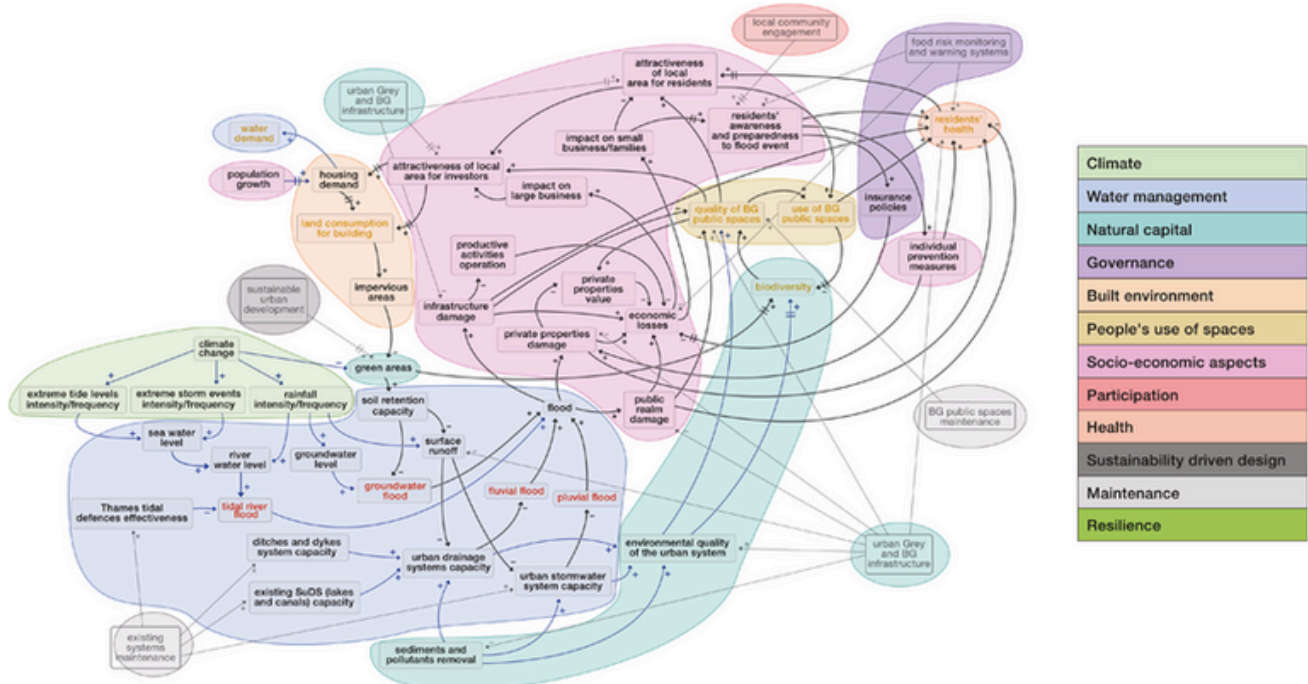 local community
engagement
food risk monitoring
and warning systems
attractiveness
of local
area for residents
urban Grey
and BG
infrastructure
residents'
awareness
and preparedness
to flood event
residents'
health
water
demand
impact on small
business/families
population
growth
housing
demand
attractiveness of local
area for investors
impact on
large business
insurance
policies
quality of BG
public spaces
use of BG
public spaces
land consumption
for building
productive
activities
operation
individual
prevention
measures
private
properties
value
biodiversity
impervious
areas
sustainable
urban
development
infrastructure
damage
economic
losses
private properties
damage
climate
change
green areas
extreme tide levels
intensity/frequency
extreme storm events
intensity/frequency
rainfall
intensity/frequency
soil retention
capacity
flood
public
realm
damage
BG public spaces
maintenance
sea water
level
surface
runoff
river
water level
groundwater
level
groundwater
flood
fluvial flood
pluvial flood
Thames tidal
defences effectiveness
tidal river
flood
ditches and dykes
system capacity
urban drainage
systems capacity
environmental quality
of the urban system
urban Grey
and BG
infrastructure
urban stormwater
system capacity
existing SuDS (lakes
and canals) capacity
existing
systems
maintenance
sediments and
pollutants removal
Climate
Water management
Natural capital
Governance
Built environment
People's use of spaces
Socio-economic aspects
Participation
Health
Sustainability driven design
Maintenance
Resilience